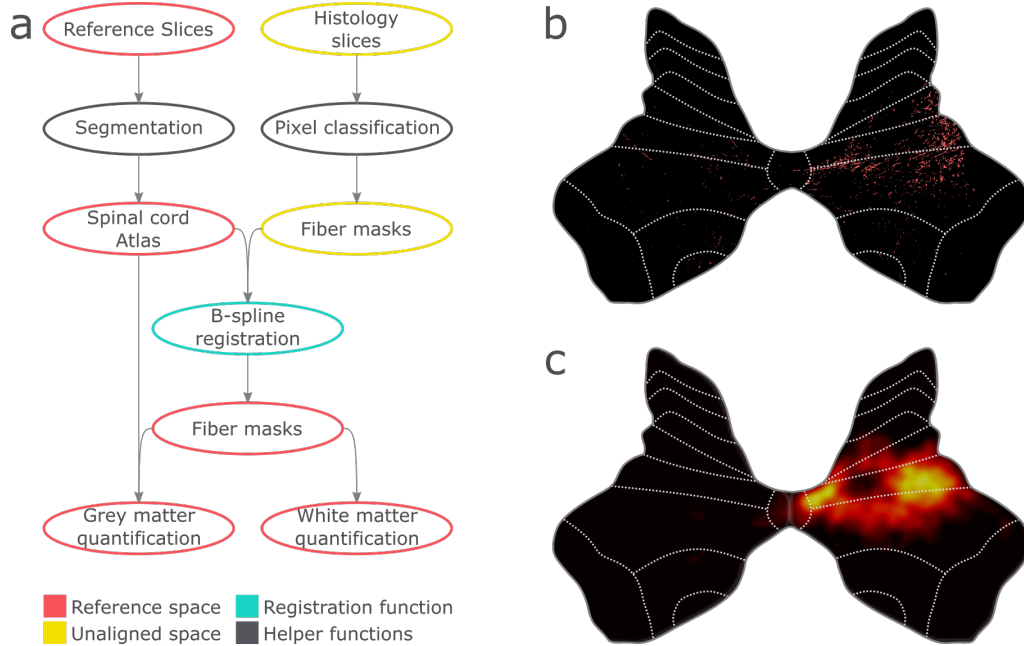 a
Reference Slices
Histology
slices
Segmentation
Pixel classification
Spinal cord
Atlas
Fiber masks
B-spline
registration
Fiber masks
Grey matter
quantification
White matter
quantification
Reference space
Registration function
Unaligned space
Helper functions
b
c